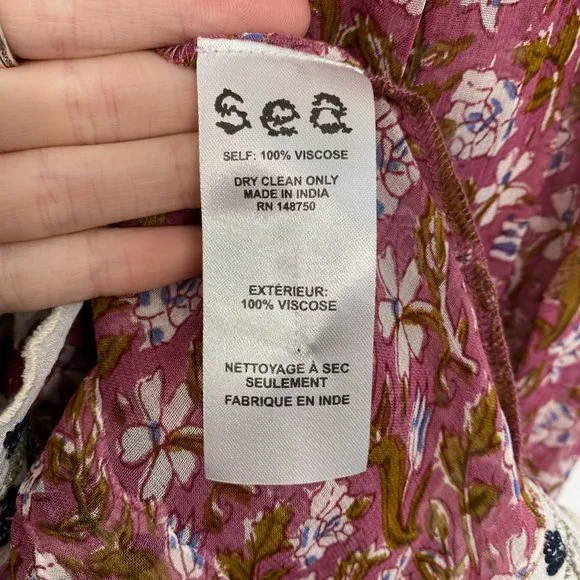 sea
SELF: 100% VISCOSE
DRY CLEAN ONLY
MADE IN INDIA
RN 148750
EXTÉRIEUR:
100% VISCOSE
NETTOYAGE À SEC
SEULEMENT
FABRIQUE EN INDE